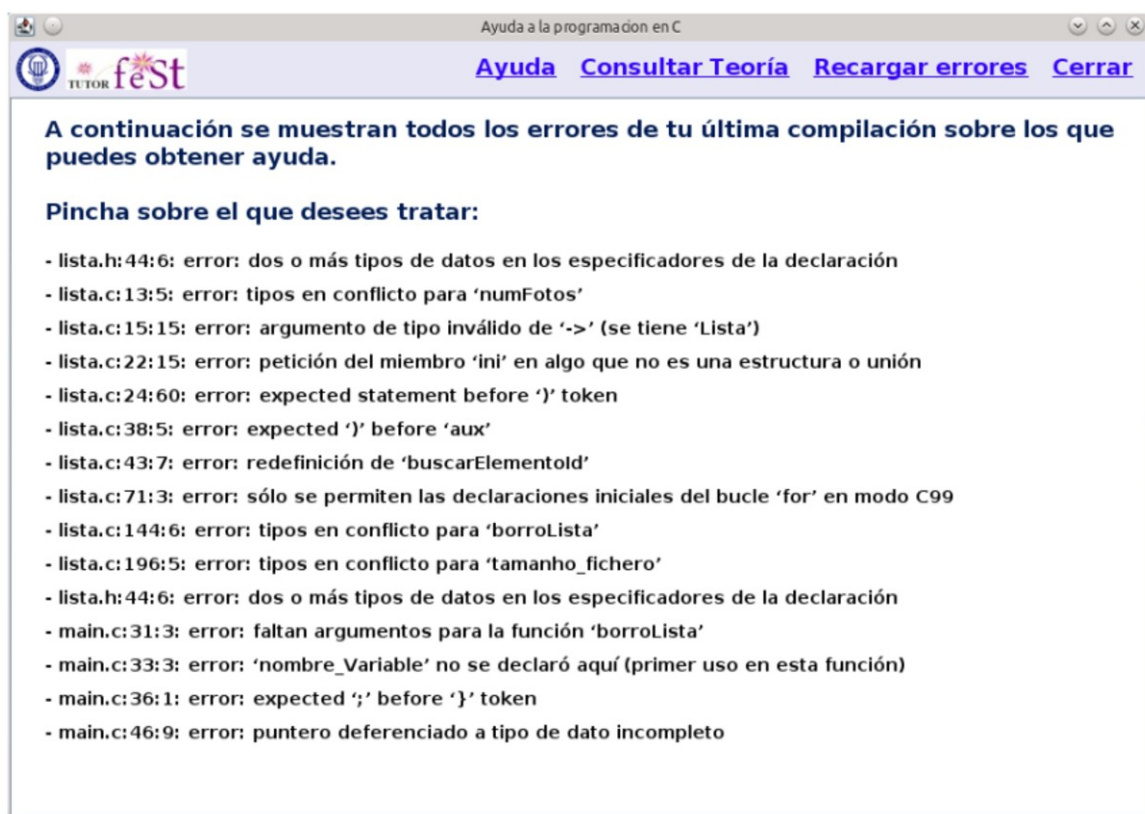 Ayuda a la programacion en C
TUTOR feSt
Ayuda Consultar Teoría Recargar errores Cerrar
A continuación se muestran todos los errores de tu última compilación sobre los que
puedes obtener ayuda.
Pincha sobre el que desees tratar:
- lista.h:44:6: error: dos o más tipos de datos en los especificadores de la declaración
- lista.c:13:5: error: tipos en conflicto para ‘numFotos’
- lista.c:15:15: error: argumento de tipo inválido de ‘->’ (se tiene ‘Lista’)
- lista.c:22:15: error: petición del miembro ‘ini’ en algo que no es una estructura o unión
- lista.c:24:60: error: expected statement before ‘)’ token
- lista.c:38:5: error: expected ‘)’ before ‘aux’
- lista.c:43:7: error: redefinición de ‘buscarElementoId’
- lista.c:71:3: error: sólo se permiten las declaraciones iniciales del bucle ‘for’ en modo C99
- lista.c:144:6: error: tipos en conflicto para ‘borroLista’
- lista.c:196:5: error: tipos en conflicto para ‘tamanho_fichero’
- lista.h:44:6: error: dos o más tipos de datos en los especificadores de la declaración
- main.c:31:3: error: faltan argumentos para la función ‘borroLista’
- main.c:33:3: error: ‘nombre_Variable’ no se declaró aquí (primer uso en esta función)
- main.c:36:1: error: expected ‘;’ before ‘}’ token
- main.c:46:9: error: puntero deferenciado a tipo de dato incompleto